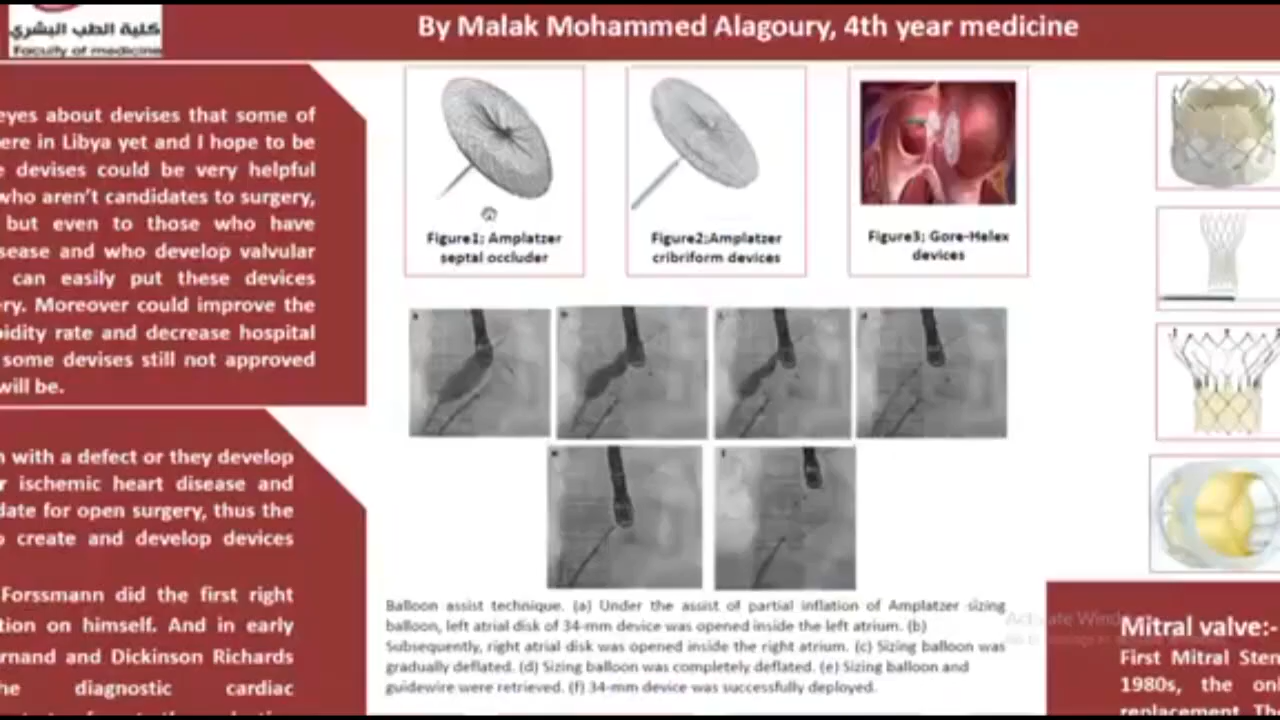 كلية الطب البشري
Faculty of medicine
By Malak Mohammed Alagoury, 4th year medicine
eyes about devises that some of
ere in Libya yet and I hope to be
e devises could be very helpful
who aren't candidates to surgery,
but even to those who have
sease and who develop valvular
can easily put these devices
ry. Moreover could improve the
bidity rate and decrease hospital
some devises still not approved
will be.
n with a defect or they develop
r ischemic heart disease and
date for open surgery, thus the
o create and develop devices
Forssmann did the first right
tion on himself. And in early
rnand and Dickinson Richards
he diagnostic cardiac
Figure1; Amplatzer
septal occluder
Figure2;Amplatzer
cribriform devices
Figure3; Gore-Helex
devices
a
b
c
d
e
f
Balloon assist technique. (a) Under the assist of partial inflation of Amplatzer sizing
balloon, left atrial disk of 34-mm device was opened inside the left atrium. (b)
Subsequently, right atrial disk was opened inside the right atrium. (c) Sizing balloon was
gradually deflated. (d) Sizing balloon was completely deflated. (e) Sizing balloon and
guidewire were retrieved. (f) 34-mm device was successfully deployed.
Activate Wind
Mitral valve:-
First Mitral Sten
1980s, the onl
replacement. The